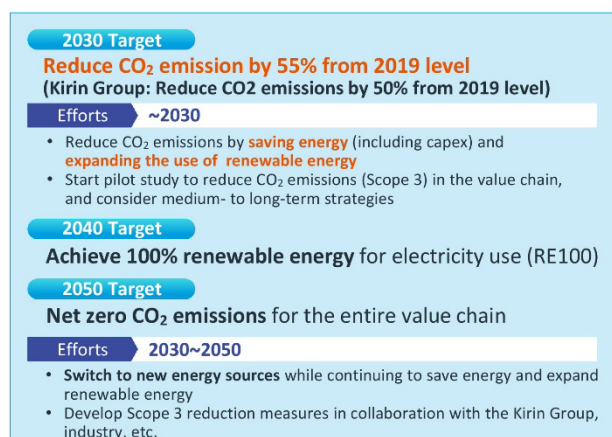 2030 Target
Reduce CO₂ emission by 55% from 2019 level
(Kirin Group: Reduce CO2 emissions by 50% from 2019 level)
Efforts ~2030
• Reduce CO₂ emissions by saving energy (including capex) and
expanding the use of renewable energy
• Start pilot study to reduce CO₂ emissions (Scope 3) in the value chain,
and consider medium- to long-term strategies
2040 Target
Achieve 100% renewable energy for electricity use (RE100)
2050 Target
Net zero CO₂ emissions for the entire value chain
Efforts 2030~2050
• Switch to new energy sources while continuing to save energy and expand
renewable energy
• Develop Scope 3 reduction measures in collaboration with the Kirin Group,
industry, etc.